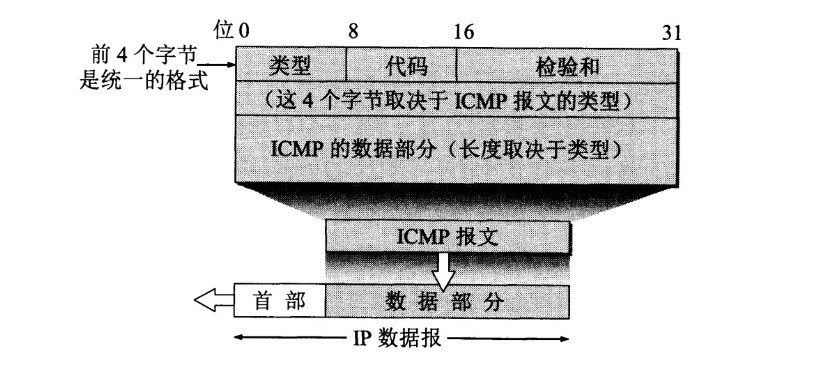 位 0 8 16 31
前 4 个字节
是统一的格式
类型 代码 检验和
(这 4 个字节取决于 ICMP 报文的类型)
ICMP 的数据部分(长度取决于类型)
ICMP 报文
首部 数据部分
IP 数据报